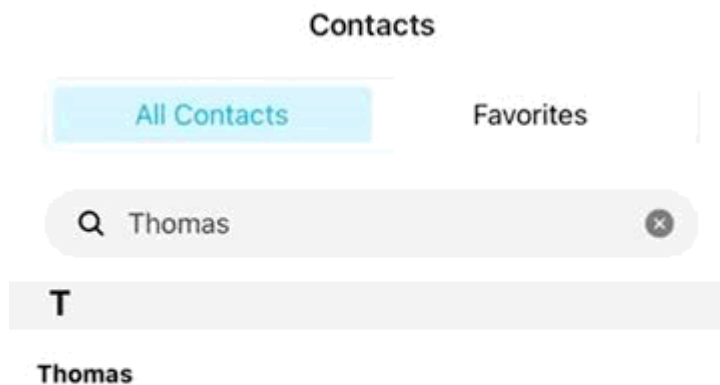 Contacts
All Contacts Favorites
Thomas
T
Thomas